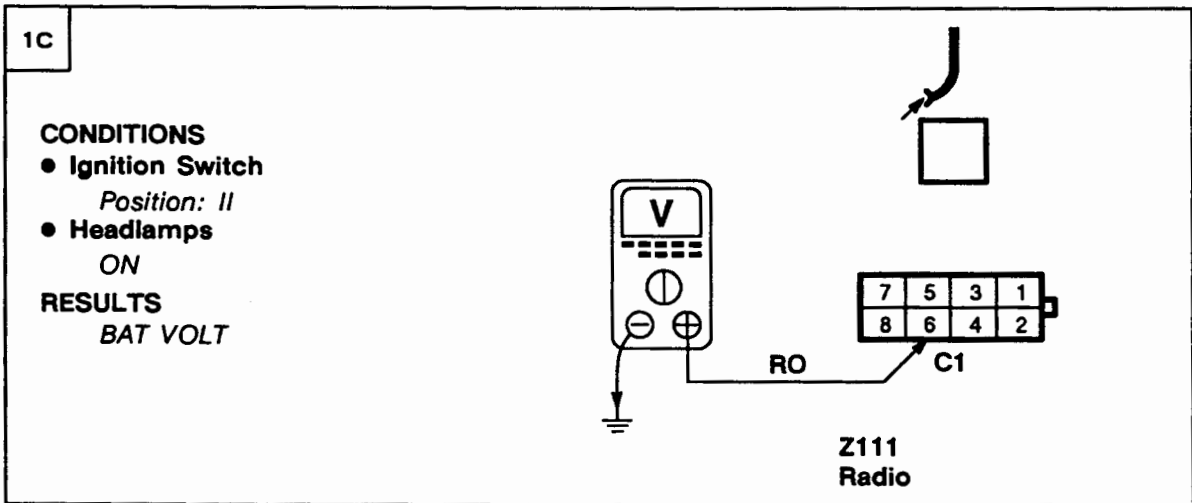 1C
CONDITIONS
● Ignition Switch
Position: II
● Headlamps
ON
RESULTS
BAT VOLT
V
7 5 3 1
8 6 4 2
RO
C1
Z111
Radio